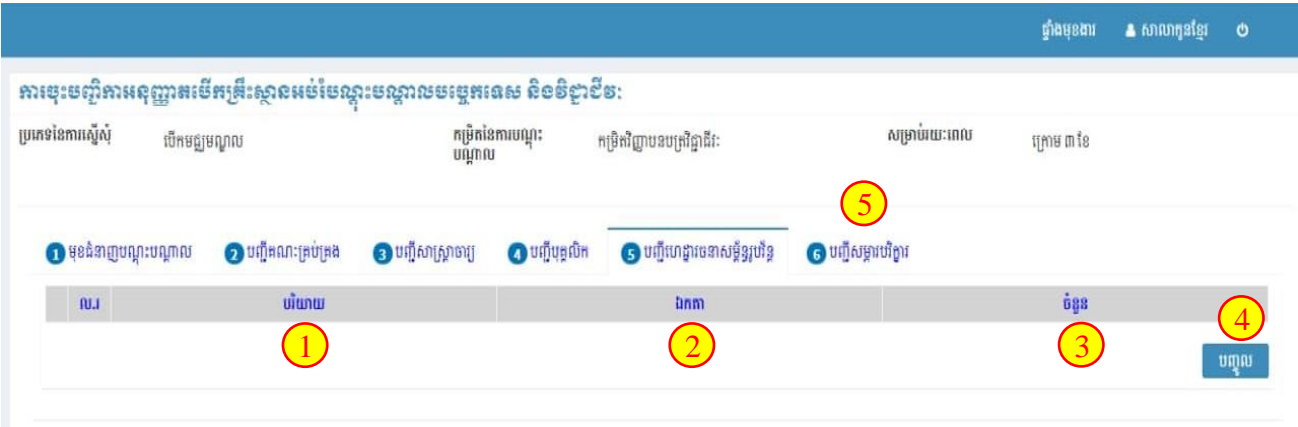 ផ្ទាំងមុខងារ សាលាកូនខ្មែរ
ការចុះបញ្ជិកាអនុញ្ញាតបើកគ្រឹះស្ថានអប់រំបណ្តុះបណ្តាលបច្ចេកទេស និងវិជ្ជាជីវៈ
ប្រភេទនៃការស្នើសុំ បើកមជ្ឈមណ្ឌល កម្រិតនៃការបណ្តុះ កម្រិតវិញ្ញាបនបត្រវិជ្ជាជីវៈ សម្រាប់រយៈពេល ក្រោម ៣ ខែ
បណ្តាល
5
1 មុខជំនាញបណ្តុះបណ្តាល 2 បញ្ជីគណៈគ្រប់គ្រង 3 បញ្ជីសាស្ត្រាចារ្យ 4 បញ្ជីបុគ្គលិក 5 បញ្ជីហេដ្ឋារចនាសម្ព័ន្ធរូបវ័ន្ត 6 បញ្ជីសម្ភារបរិក្ខារ
ល.រ បរិយាយ ឯកតា ចំនួន
1 2 3 4
បញ្ចូល